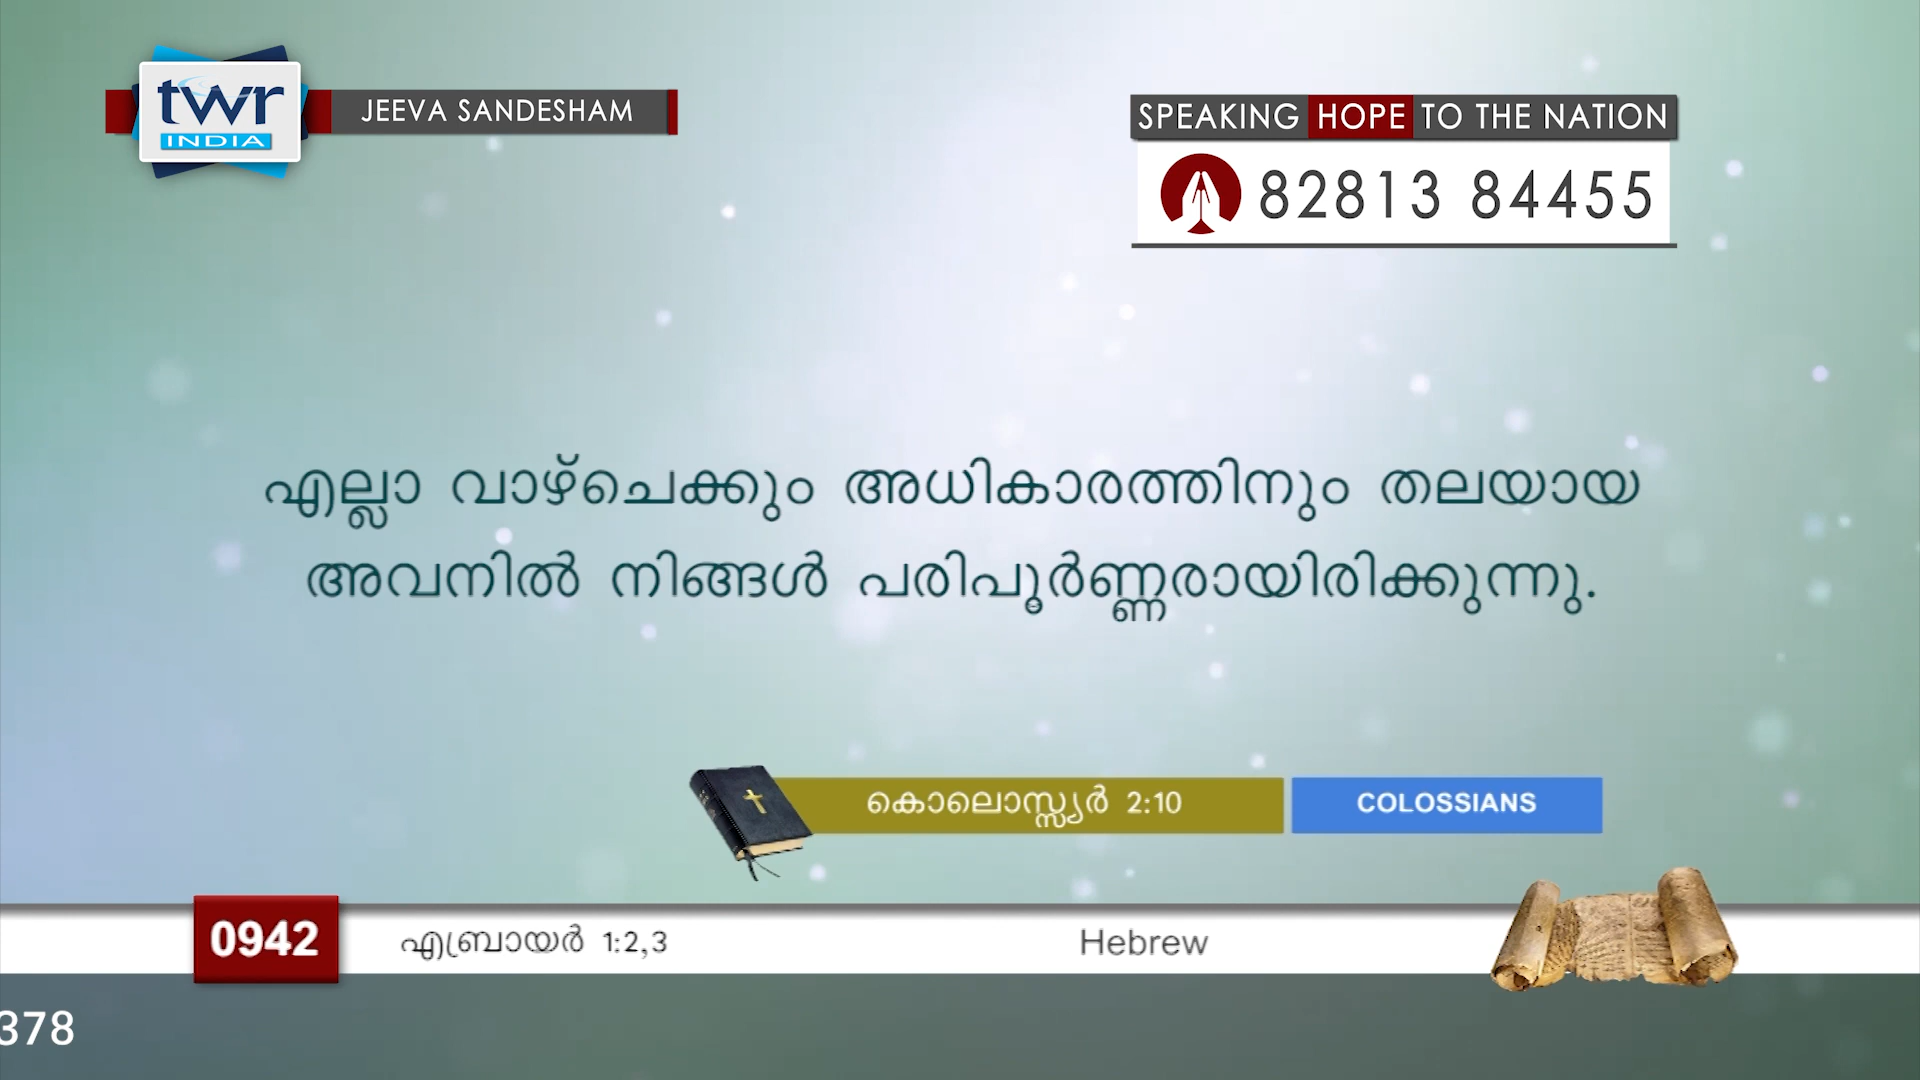 twr
INDIA
JEEVA SANDESHAM
SPEAKING HOPE TO THE NATION
82813 84455
എല്ലാ വാഴ്ചെക്കും അധികാരത്തിനും തലയായ
അവനിൽ നിങ്ങൾ പരിപൂർണ്ണരായിരിക്കുന്നു.
കൊലൊസ്സ്യർ 2:10
COLOSSIANS
0942
എബ്രായർ 1:2,3
Hebrew
378